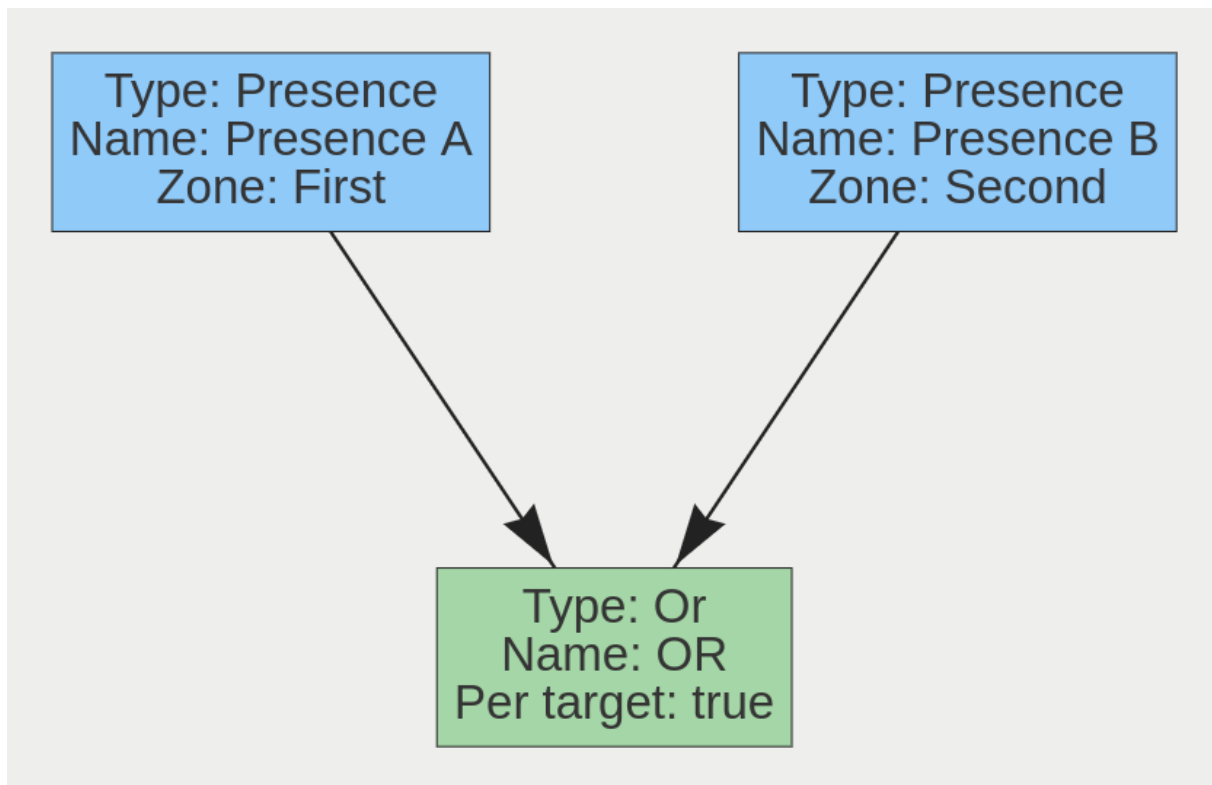 Type: Presence
Name: Presence A
Zone: First
Type: Presence
Name: Presence B
Zone: Second
Type: Or
Name: OR
Per target: true